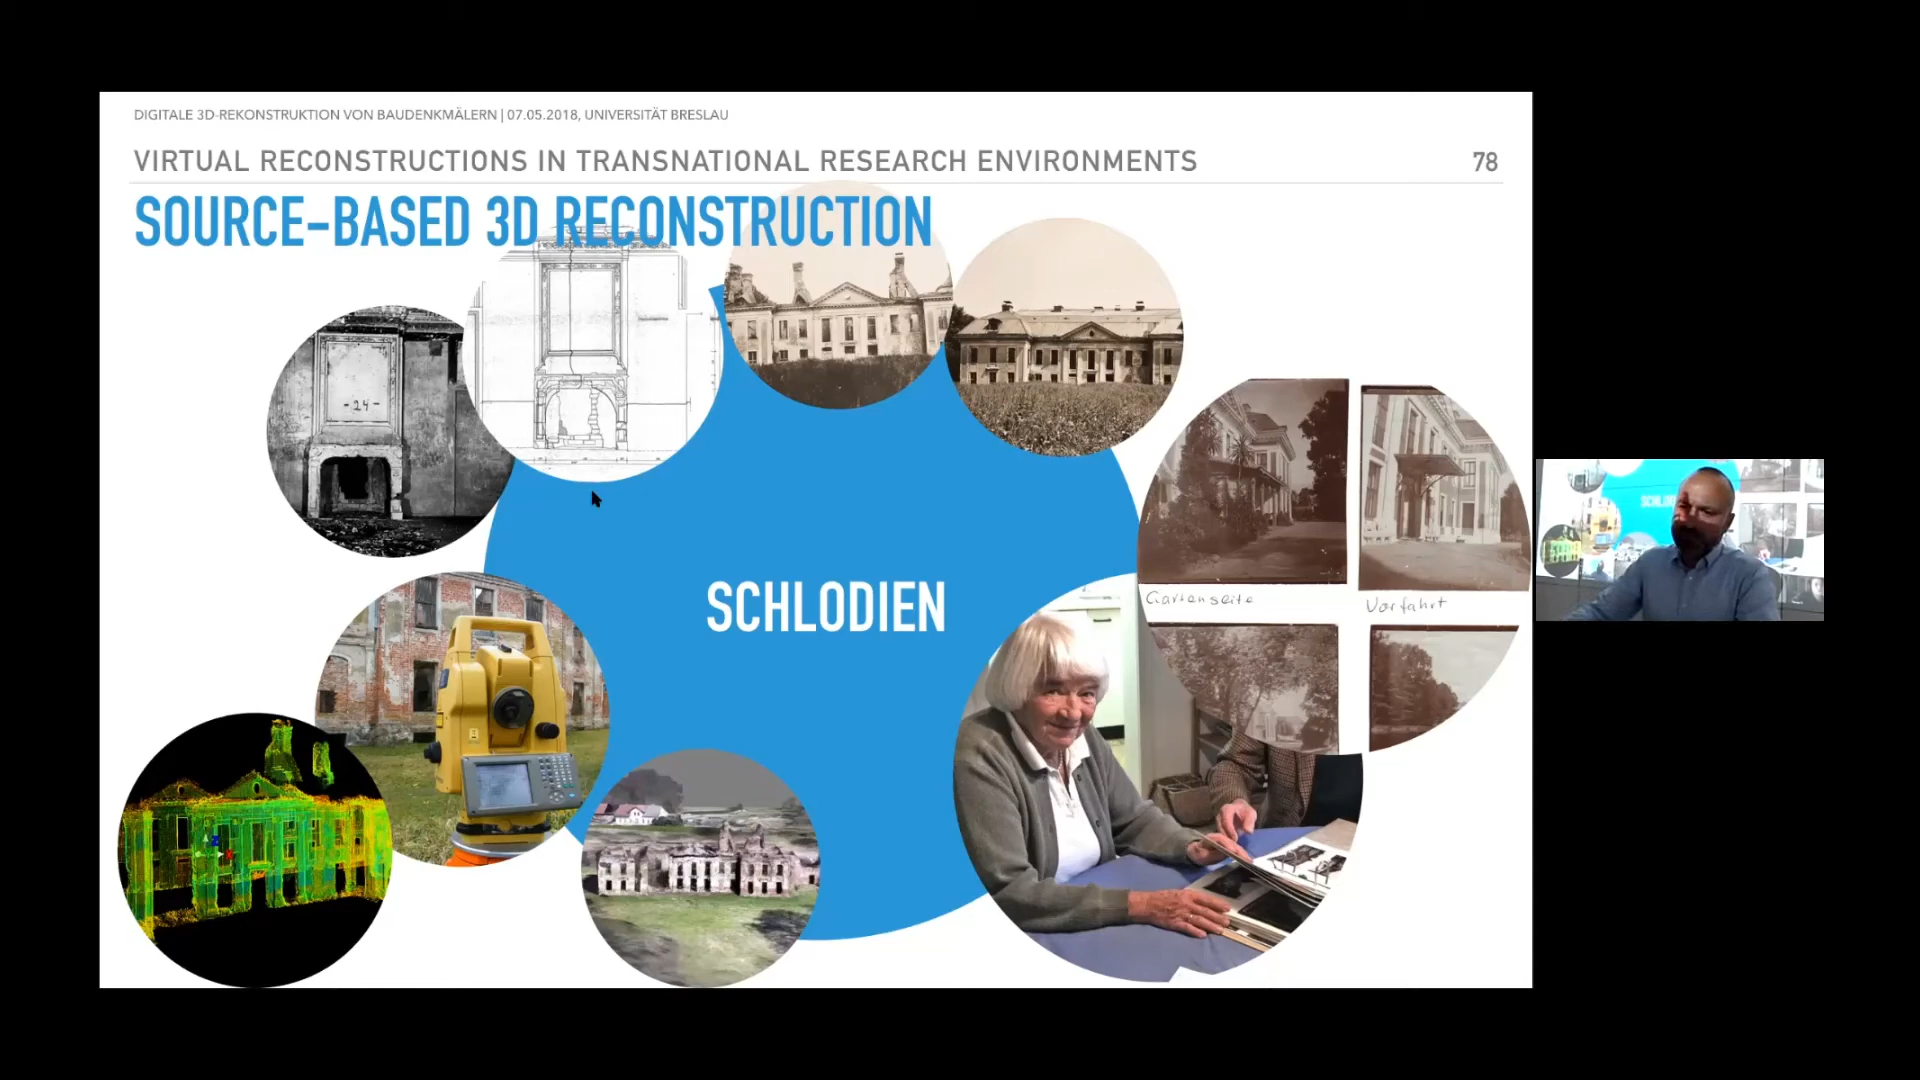 DIGITALE 3D-REKONSTRUKTION VON BAUDENKMÄLERN | 07.05.2018, UNIVERSITÄT BRESLAU
VIRTUAL RECONSTRUCTIONS IN TRANSNATIONAL RESEARCH ENVIRONMENTS
78
SOURCE-BASED 3D RECONSTRUCTION
-24-
SCHLODIEN
Gartenseite
Vorfahrt